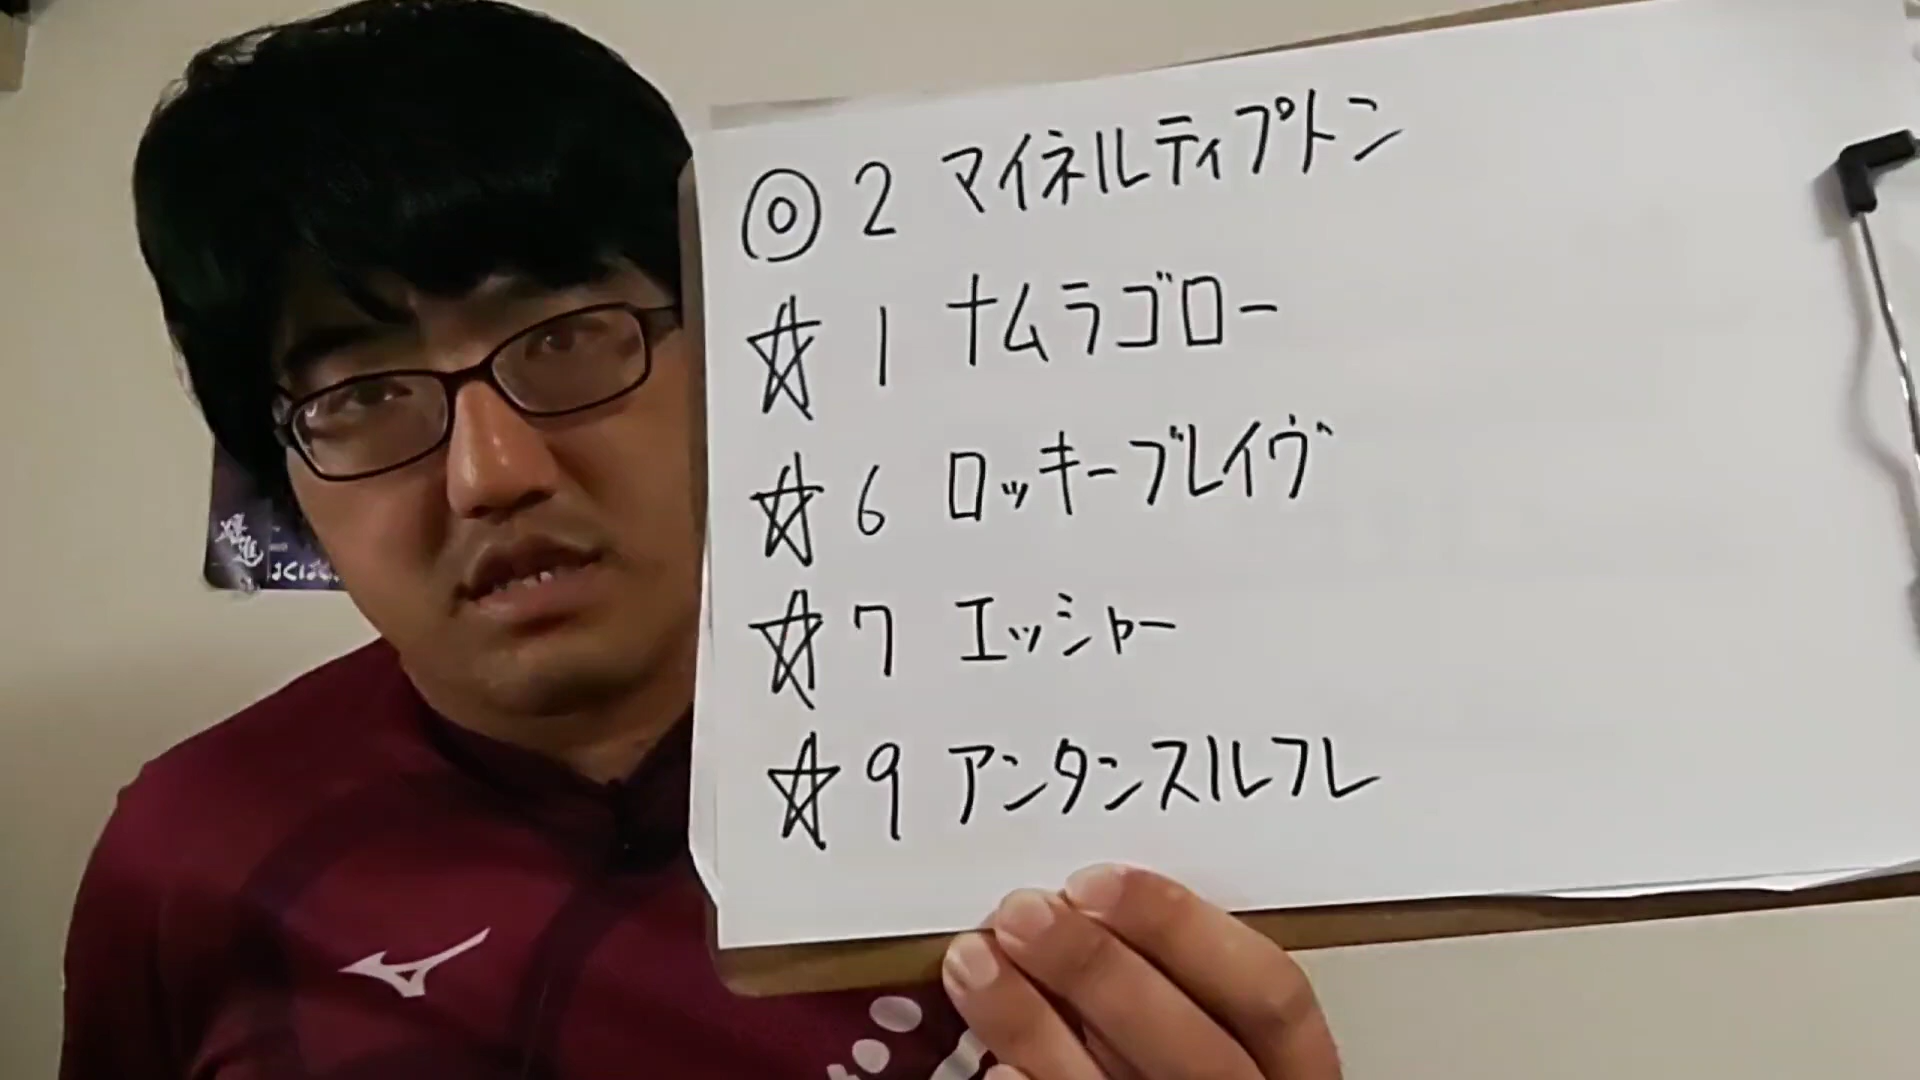 ◎ 2 マイネルティプトン
☆ 1 ナムラゴロー
☆ 6 ロッキーブレイヴ
☆ 7 エッシャー
☆ 9 アンタンスルフレ